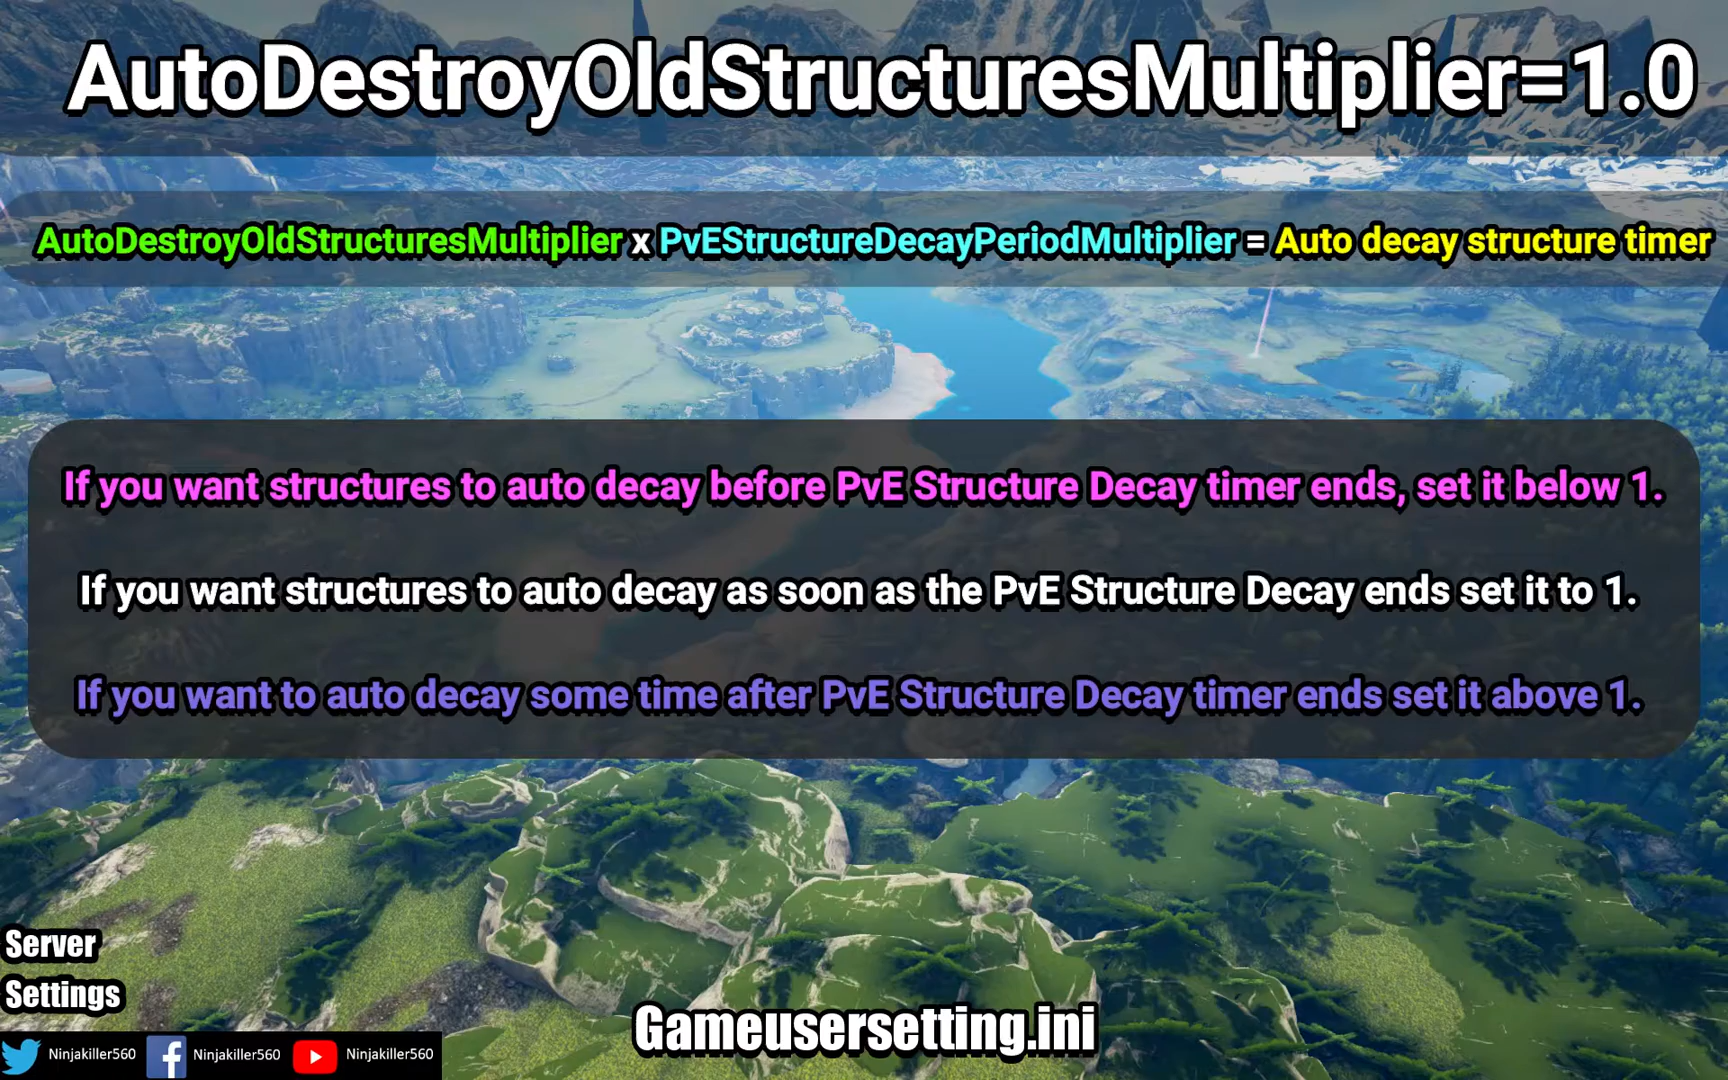 AutoDestroyOldStructuresMultiplier=1.0
AutoDestroyOldStructuresMultiplier x PvEStructureDecayPeriodMultiplier = Auto decay structure timer
If you want structures to auto decay before PvE Structure Decay timer ends, set it below 1.
If you want structures to auto decay as soon as the PvE Structure Decay ends set it to 1.
If you want to auto decay some time after PvE Structure Decay timer ends set it above 1.
Server
Settings
Gameusersetting.ini
Ninjakiller560 Ninjakiller560 Ninjakiller560